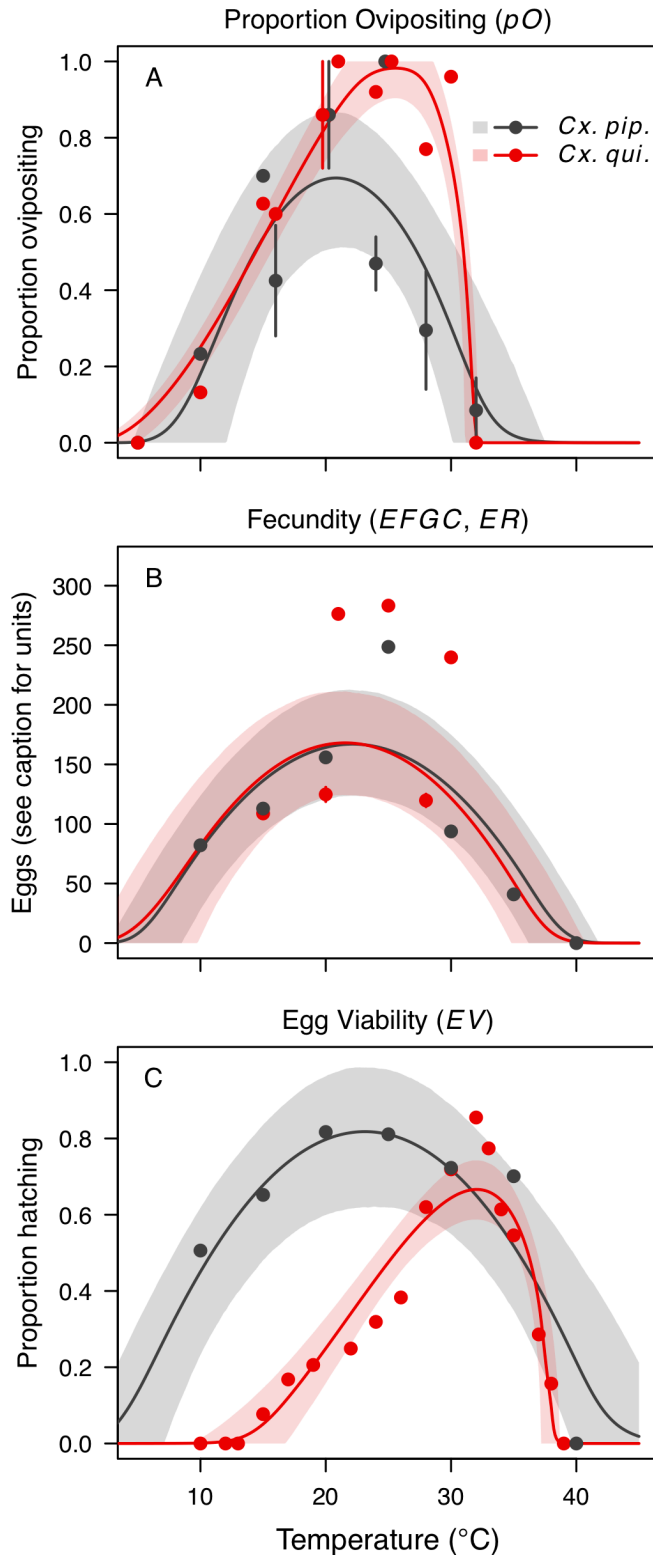 Proportion Ovipositing (pO)
A
1.0
0.8
0.6
0.4
0.2
0.0
Proportion ovipositing
Cx. pip.
Cx. qui.
Fecundity (EFGC, ER)
B
300
250
200
150
100
50
0
Eggs (see caption for units)
Egg Viability (EV)
C
1.0
0.8
0.6
0.4
0.2
0.0
Proportion hatching
10 20 30 40
Temperature (°C)